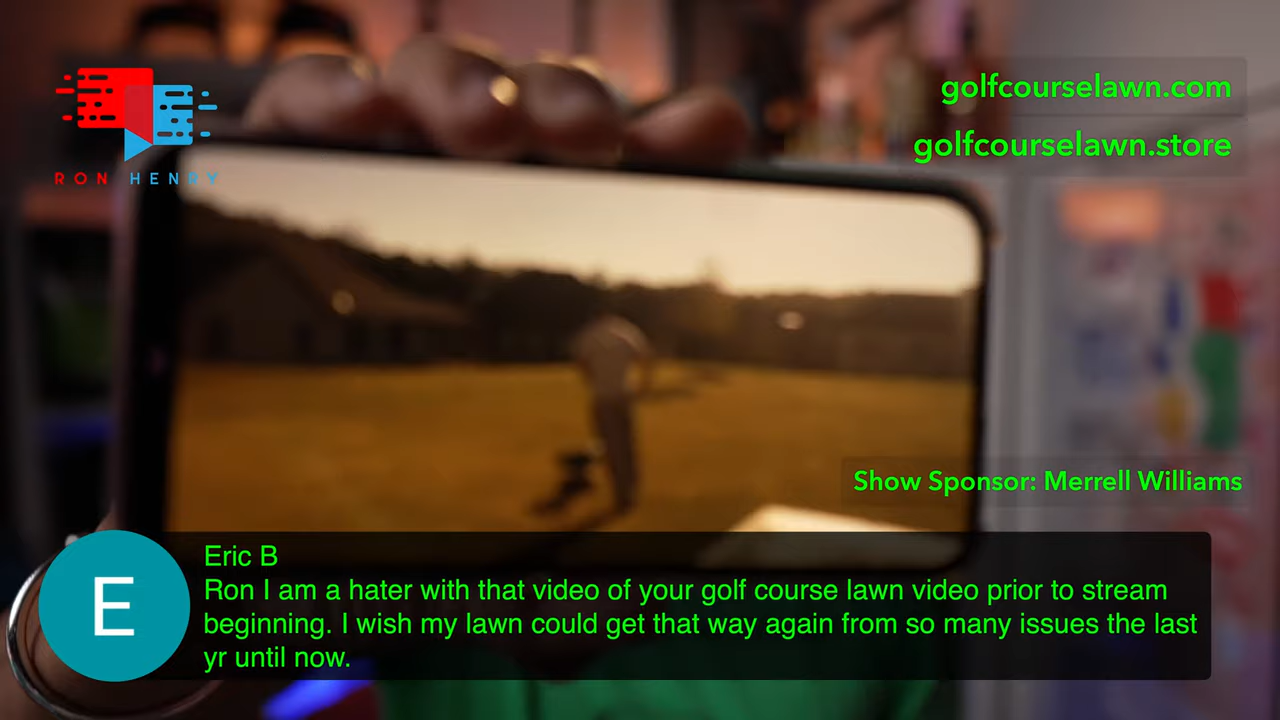 RON HENRY
golfcourselawn.com
golfcourselawn.store
Show Sponsor: Merrell Williams
E
Eric B
Ron I am a hater with that video of your golf course lawn video prior to stream
beginning. I wish my lawn could get that way again from so many issues the last
yr until now.